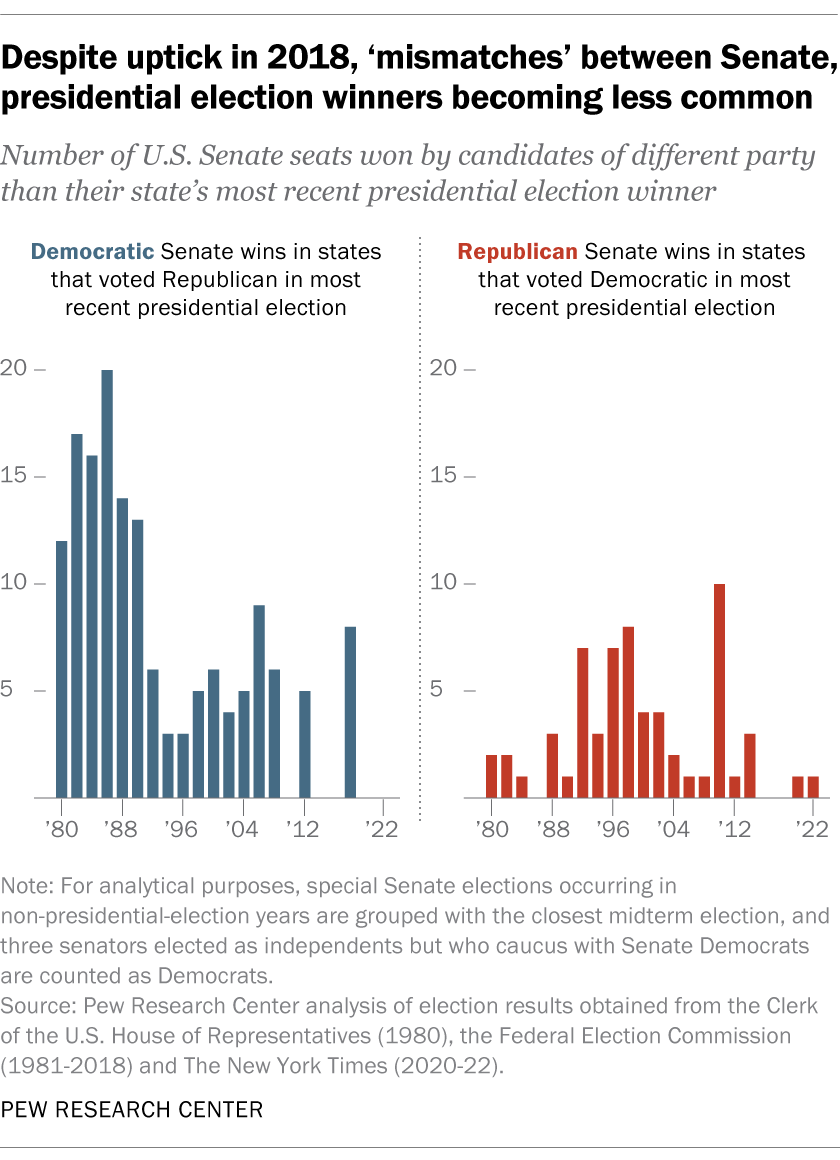 Despite uptick in 2018, ‘mismatches’ between Senate,
presidential election winners becoming less common
Number of U.S. Senate seats won by candidates of different party
than their state’s most recent presidential election winner
Democratic Senate wins in states
that voted Republican in most
recent presidential election
20
15
10
5
’80 ’88 ’96 ’04 ’12 ’22
Republican Senate wins in states
that voted Democratic in most
recent presidential election
20
15
10
5
’80 ’88 ’96 ’04 ’12 ’22
Note: For analytical purposes, special Senate elections occurring in
non-presidential-election years are grouped with the closest midterm election, and
three senators elected as independents but who caucus with Senate Democrats
are counted as Democrats.
Source: Pew Research Center analysis of election results obtained from the Clerk
of the U.S. House of Representatives (1980), the Federal Election Commission
(1981-2018) and The New York Times (2020-22).
PEW RESEARCH CENTER